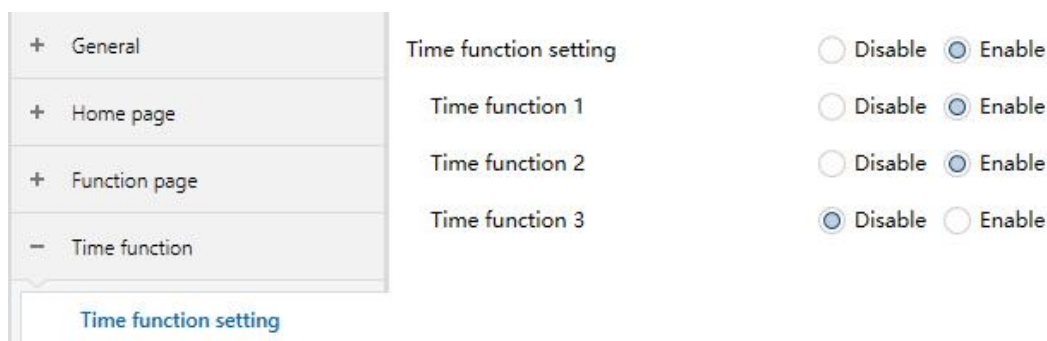 General
Home page
Function page
Time function
Time function setting
Time function setting Disable Enable
Time function 1 Disable Enable
Time function 2 Disable Enable
Time function 3 Disable Enable